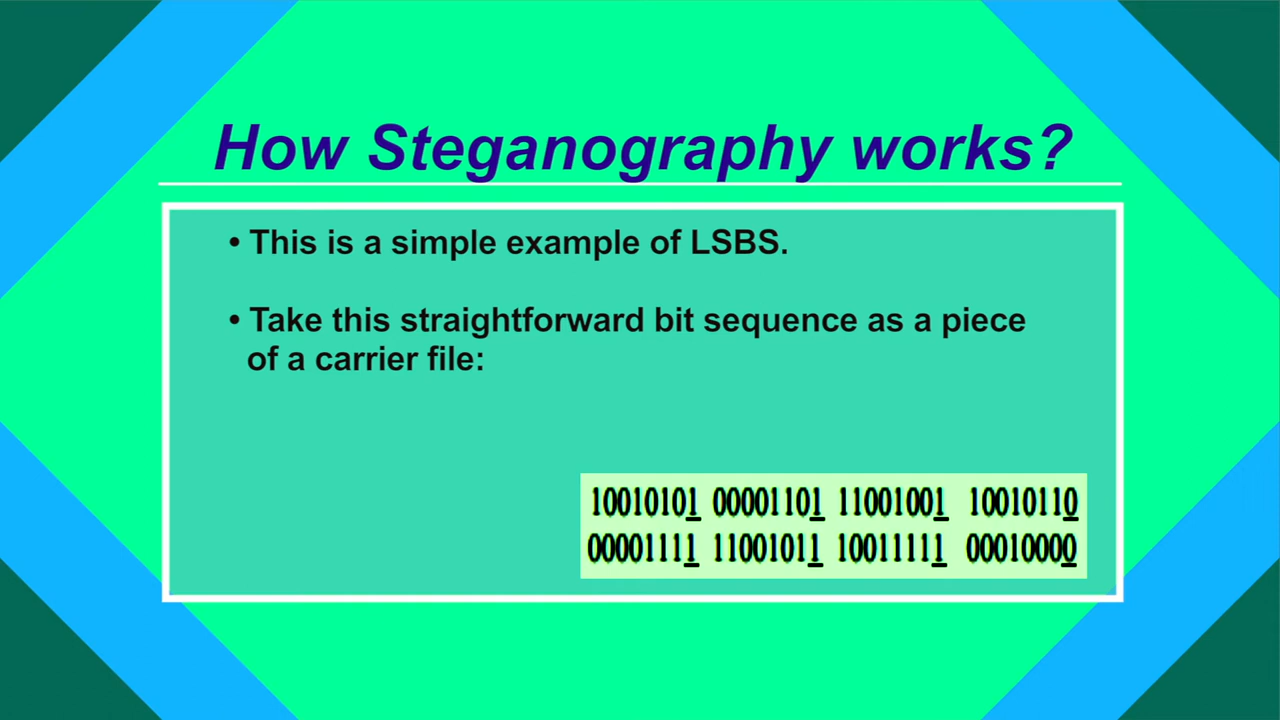 How Steganography works?
• This is a simple example of LSBS.
• Take this straightforward bit sequence as a piece
of a carrier file:
10010101 00001101 11001001 10010110
00001111 11001011 10011111 00010000